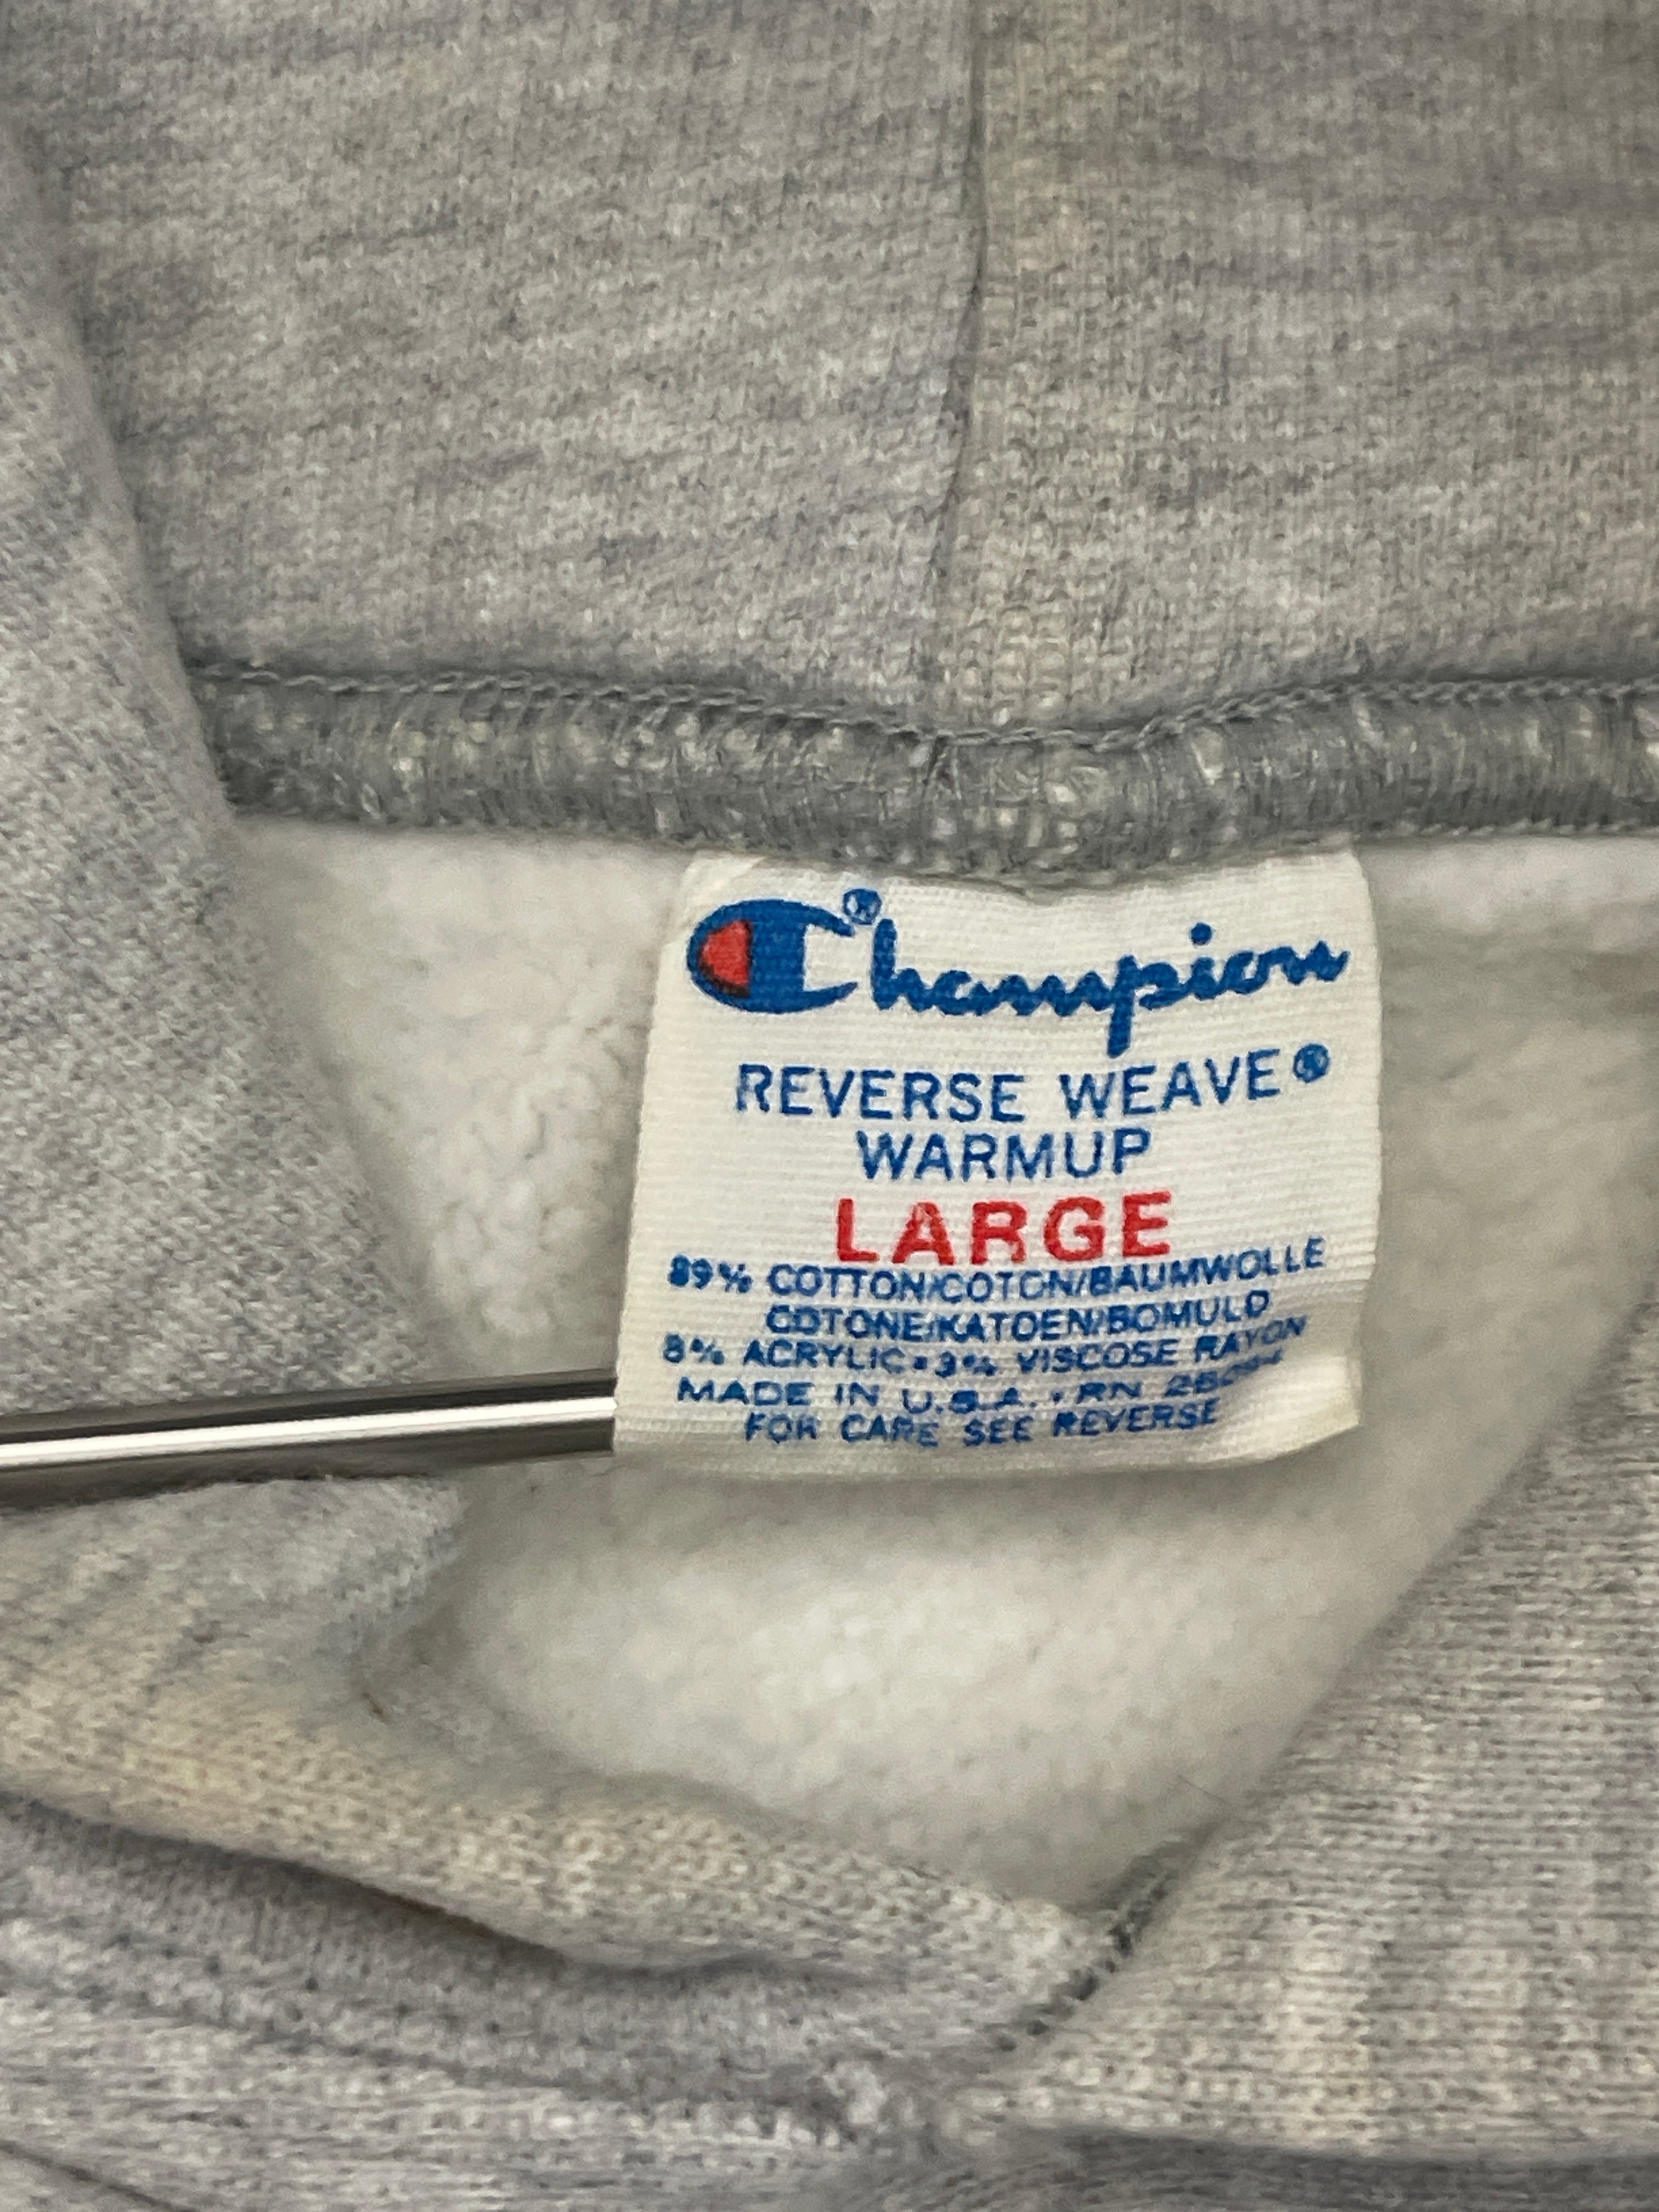 Champion®
REVERSE WEAVE®
WARMUP
LARGE
89% COTTON/COTON/BAUMWOLLE
COTONE/KATOEN/BOMULD
8% ACRYLIC • 3% VISCOSE RAYON
MADE IN U.S.A. • RN
FOR CARE SEE REVERSE